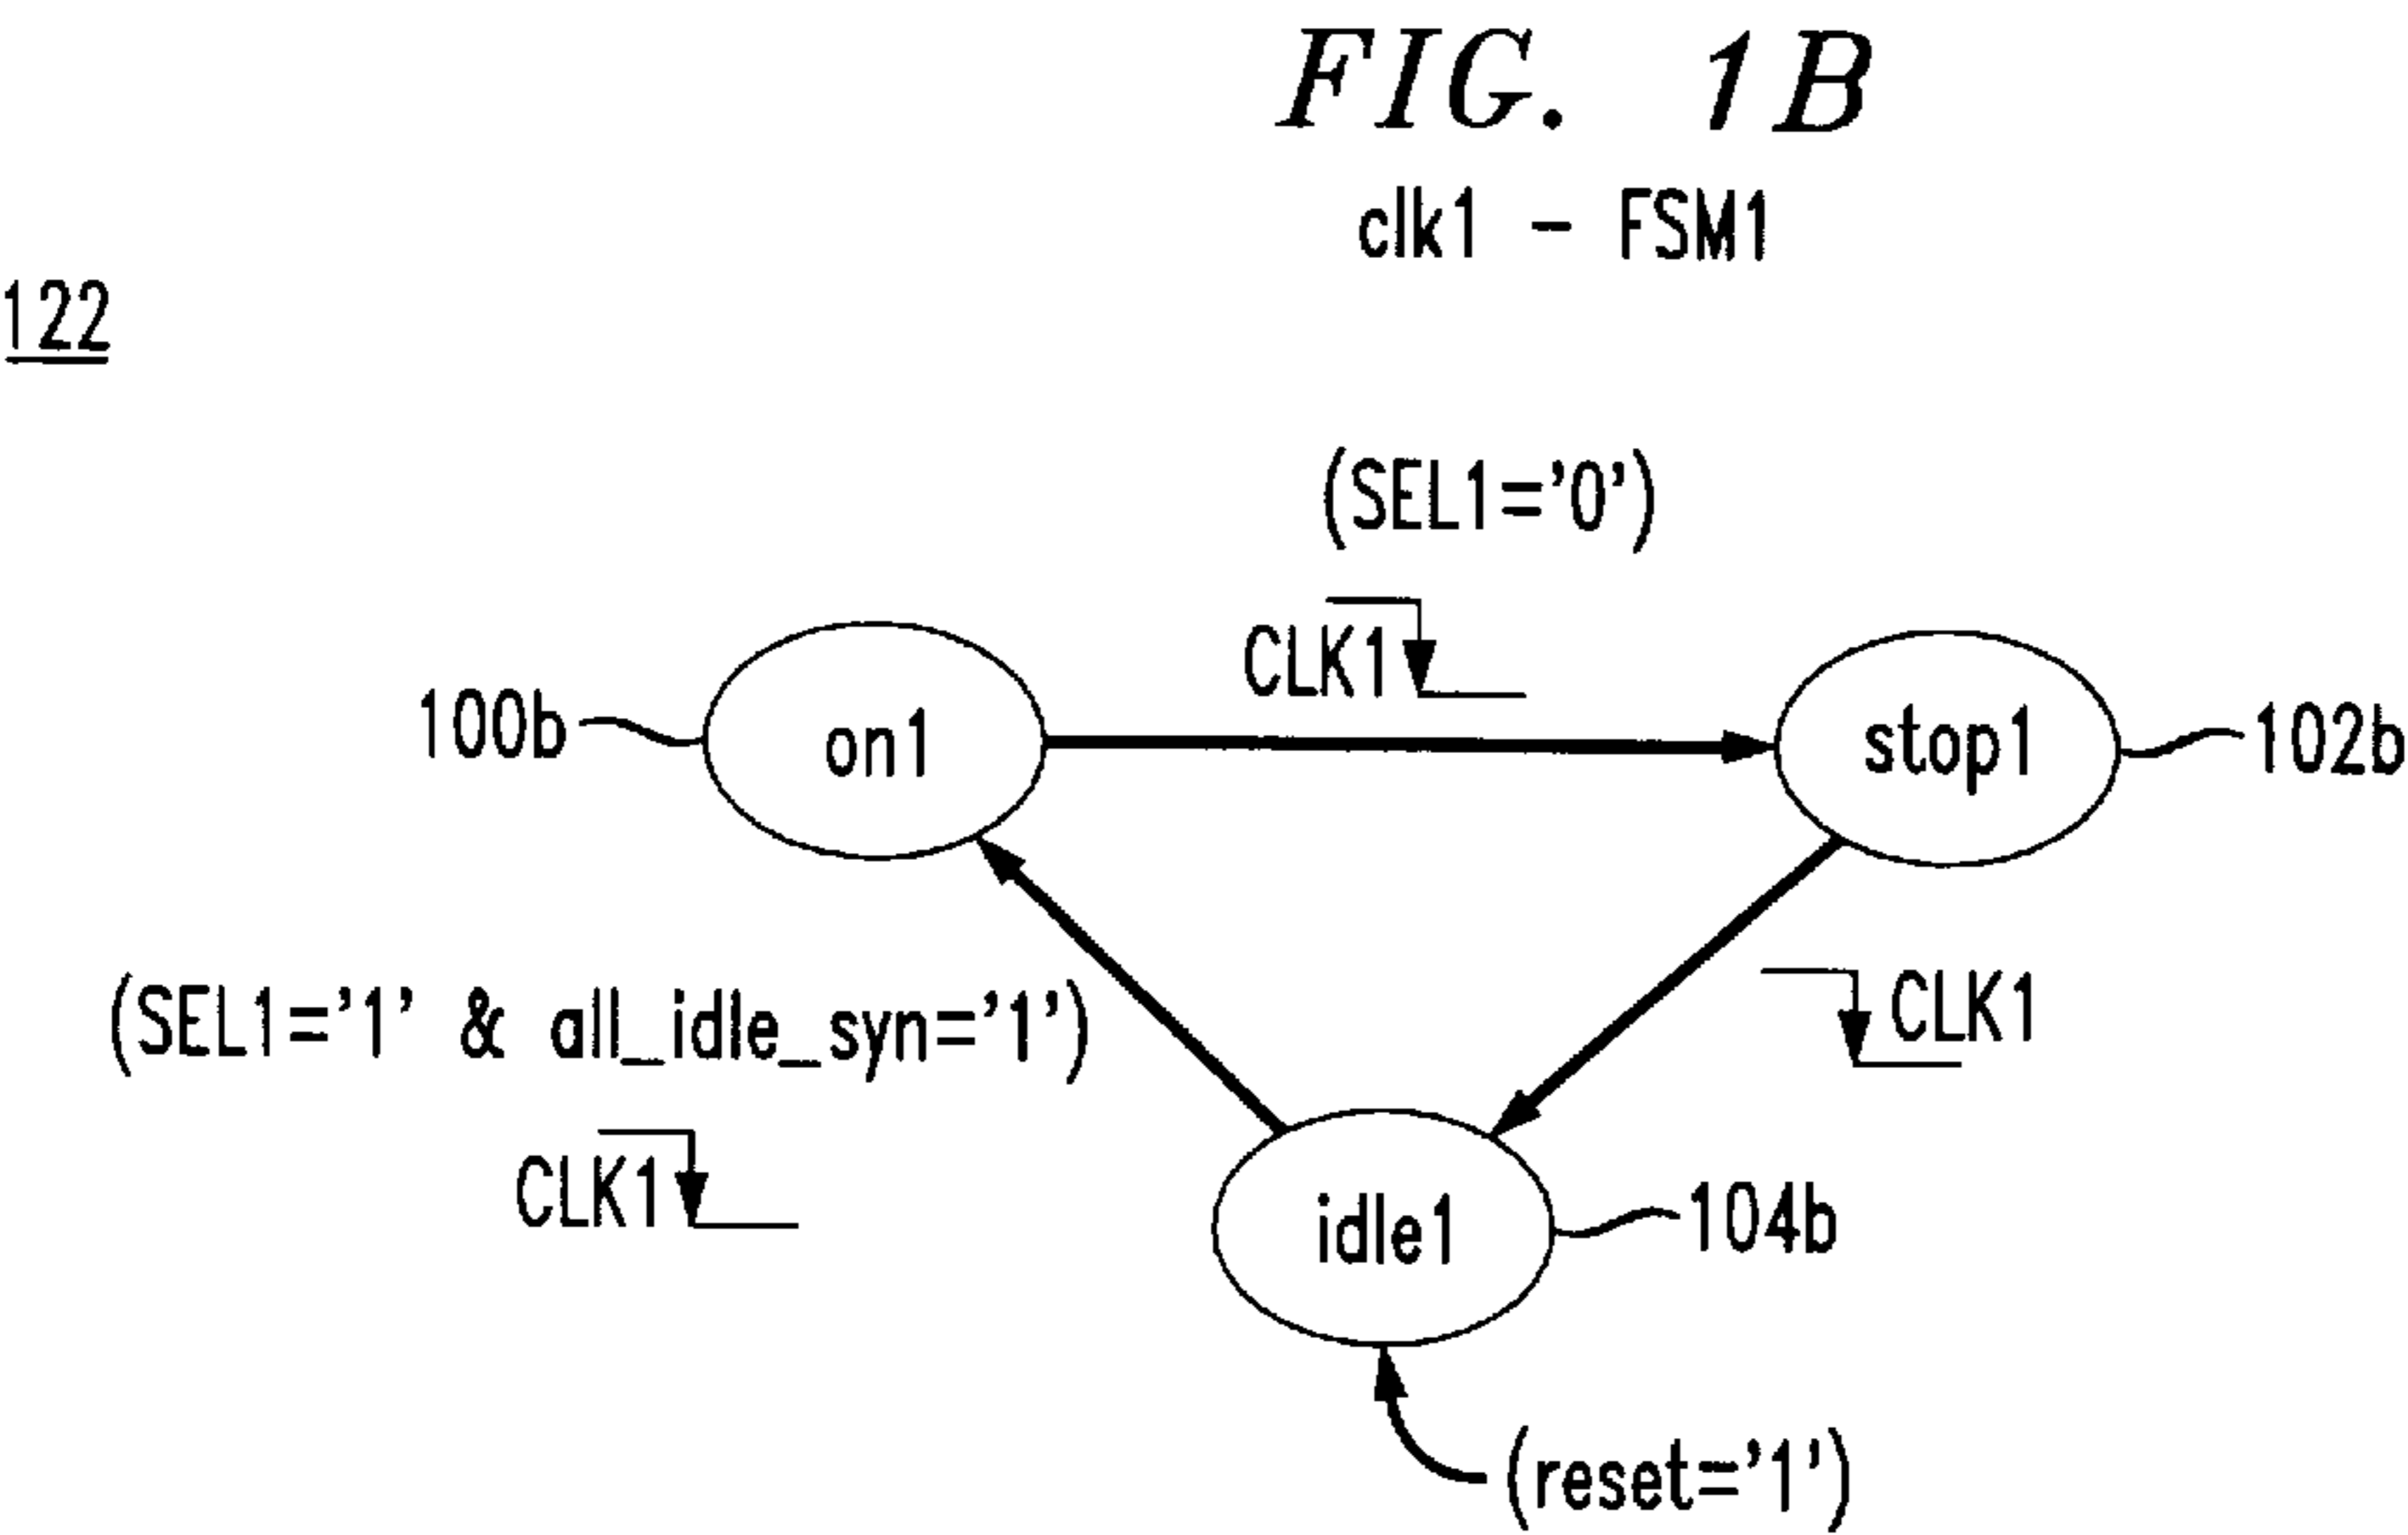 FIG. 1B
clk1 - FSM1
122
(SEL1='0')
CLK1
100b
on1
stop1
102b
(SEL1='1' & all_idle_syn='1')
CLK1
CLK1
idle1
104b
(reset='1')